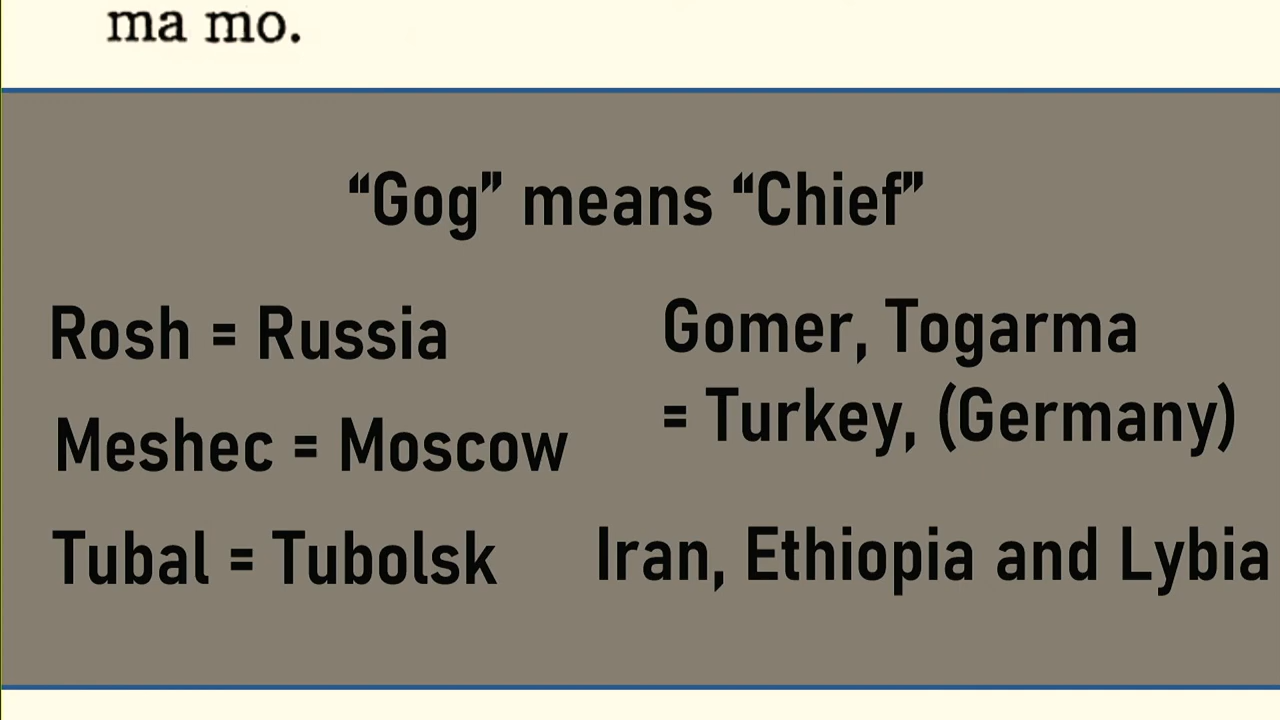 ma mo.
“Gog” means “Chief”
Rosh = Russia
Meshec = Moscow
Tubal = Tubolsk
Gomer, Togarma
= Turkey, (Germany)
Iran, Ethiopia and Lybia